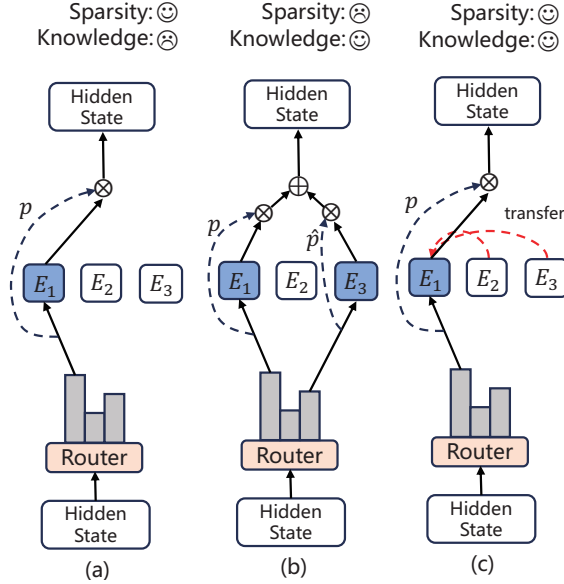 Sparsity:☺ Sparsity:☹ Sparsity:☺
Knowledge:☹ Knowledge:☺ Knowledge:☺
Hidden State
Hidden State
Hidden State
⊗
⊕
⊗
⊗
⊗
p
p
p̂
p
transfer
E₁ E₂ E₃
E₁ E₂ E₃
E₁ E₂ E₃
Router
Router
Router
Hidden State
Hidden State
Hidden State
(a) (b) (c)